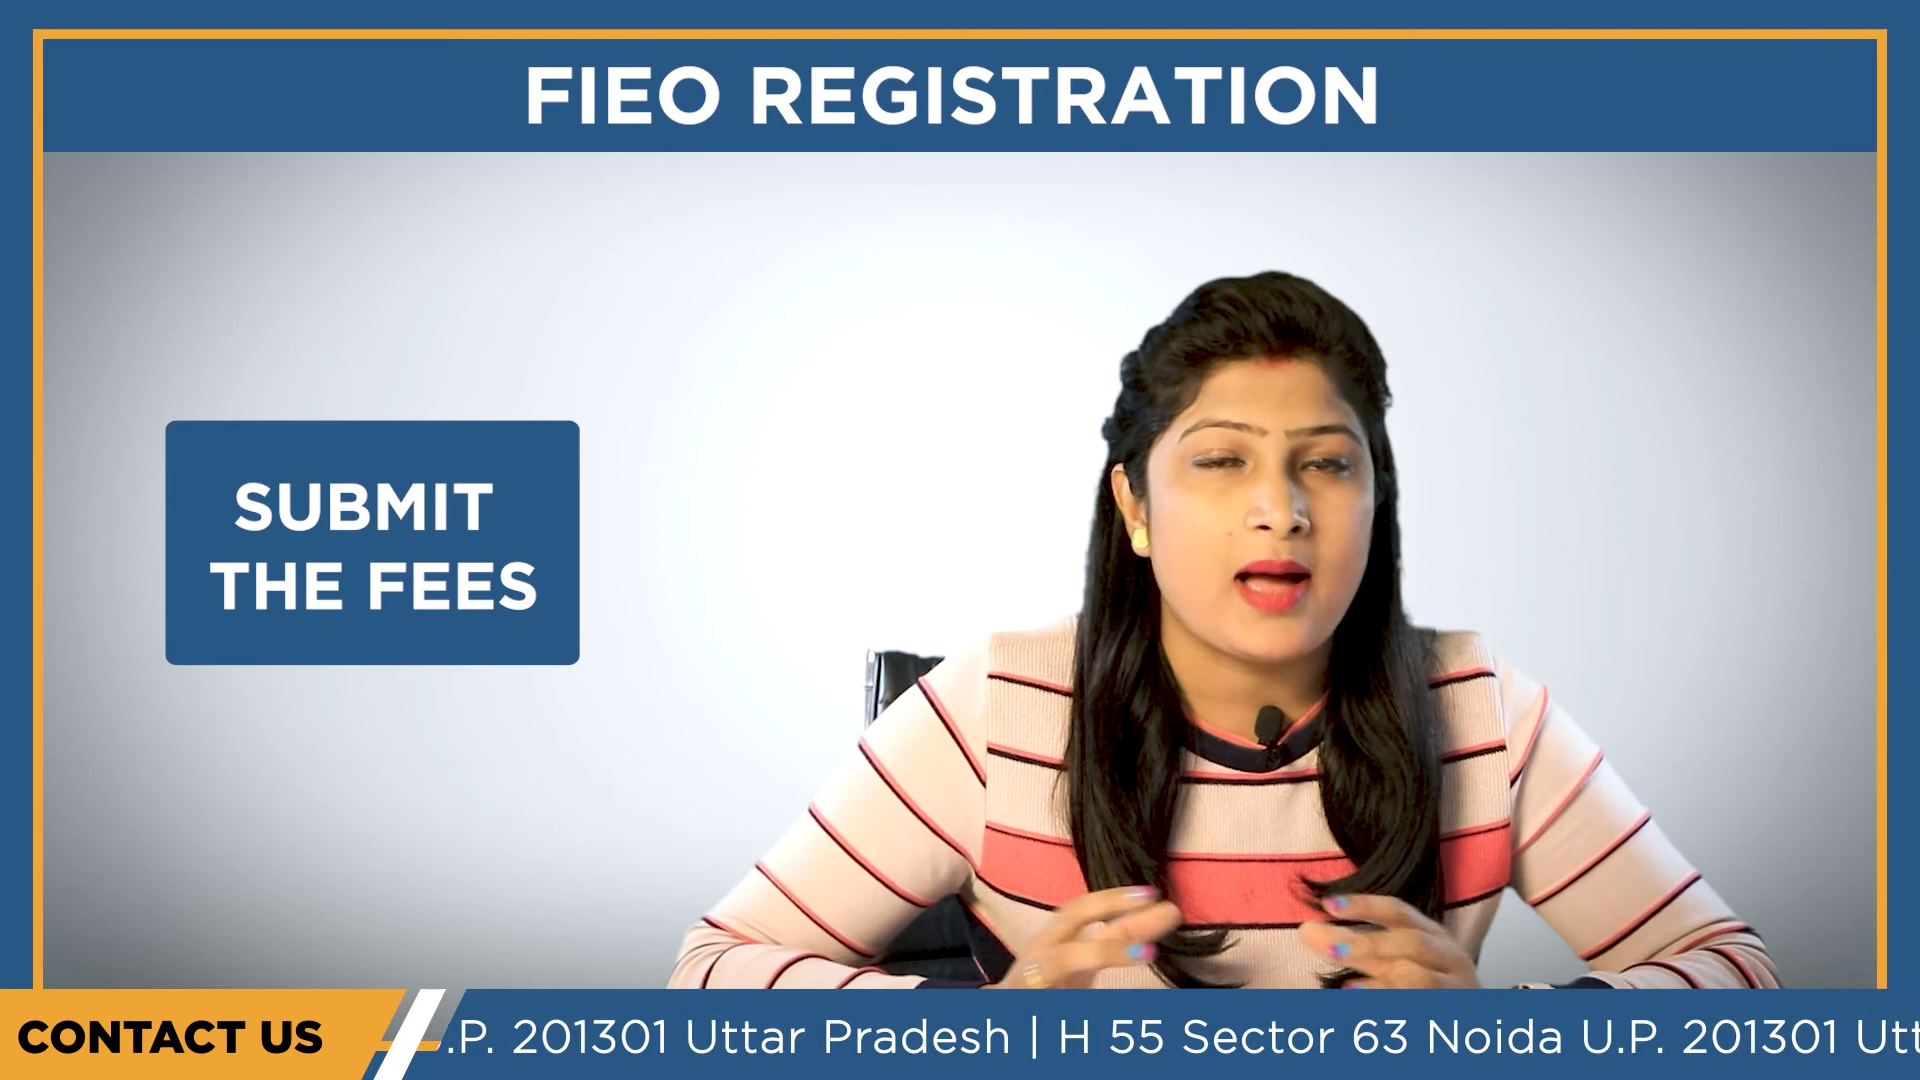 FIEO REGISTRATION
SUBMIT
THE FEES
CONTACT US
.P. 201301 Uttar Pradesh | H 55 Sector 63 Noida U.P. 201301 Utt